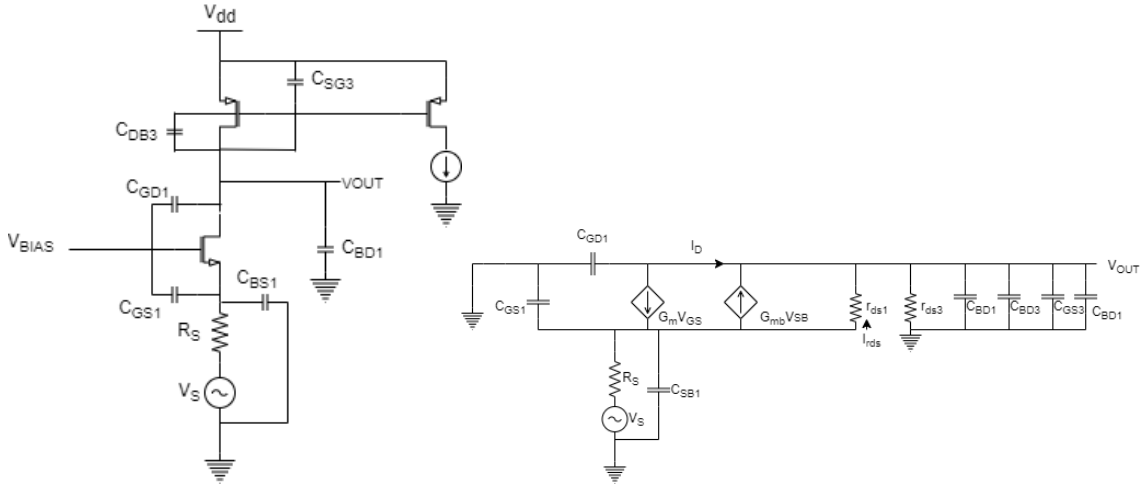 Vdd
CSG3
CDB3
CGD1
VOUT
VBIAS
CBD1
CBS1
CGS1
RS
VS
CGD1
ID
VOUT
CGS1
GmVGS
GmbVSB
rds1
Irds
rds3
CBD1
CBD3
CGS3
CBD1
RS
CSB1
VS